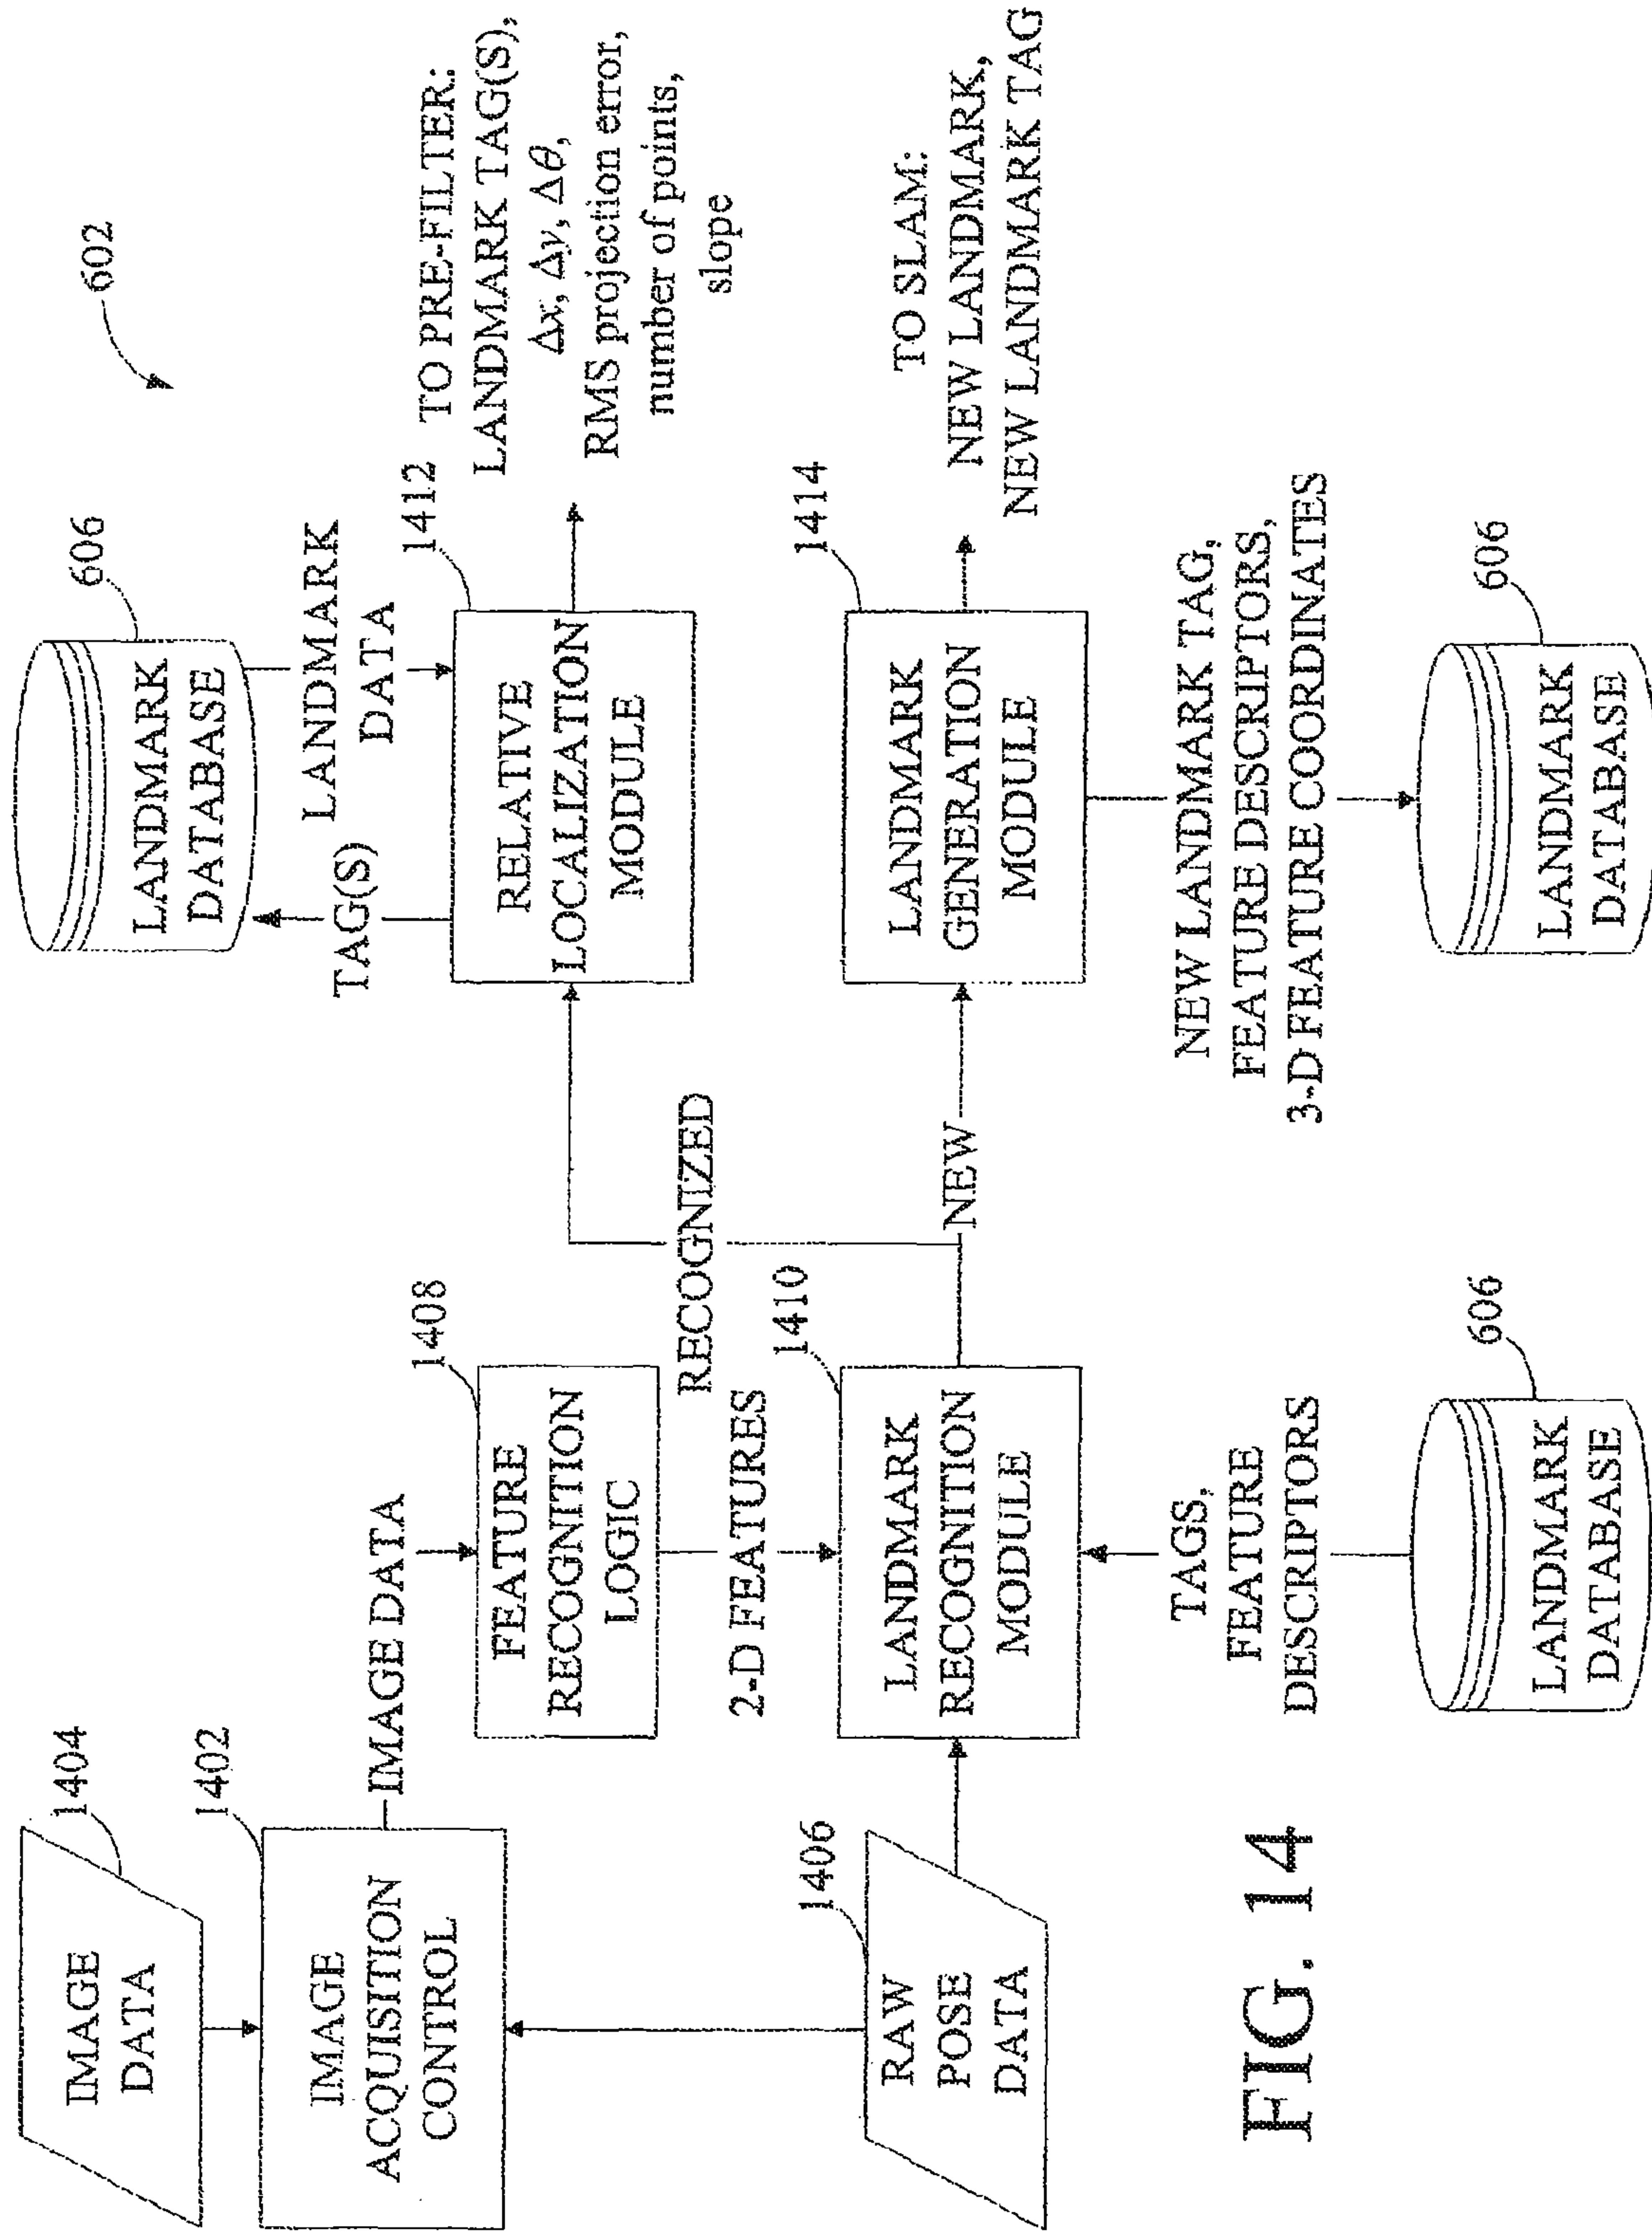 602
IMAGE
DATA
1404
IMAGE
ACQUISITION
CONTROL
1402
IMAGE DATA
RAW
POSE
DATA
1406
FEATURE
RECOGNITION
LOGIC
1408
2-D FEATURES
LANDMARK
RECOGNITION
MODULE
1410
TAGS,
FEATURE
DESCRIPTORS
LANDMARK
DATABASE
606
RECOGNIZED
NEW
LANDMARK
DATABASE
606
TAG(S)
LANDMARK
DATA
RELATIVE
LOCALIZATION
MODULE
1412
TO PRE-FILTER:
LANDMARK TAG(S),
Δx, Δy, Δθ,
RMS projection error,
number of points,
slope
LANDMARK
GENERATION
MODULE
1414
TO SLAM:
NEW LANDMARK,
NEW LANDMARK TAG
NEW LANDMARK TAG,
FEATURE DESCRIPTORS,
3-D FEATURE COORDINATES
LANDMARK
DATABASE
606
FIG. 14